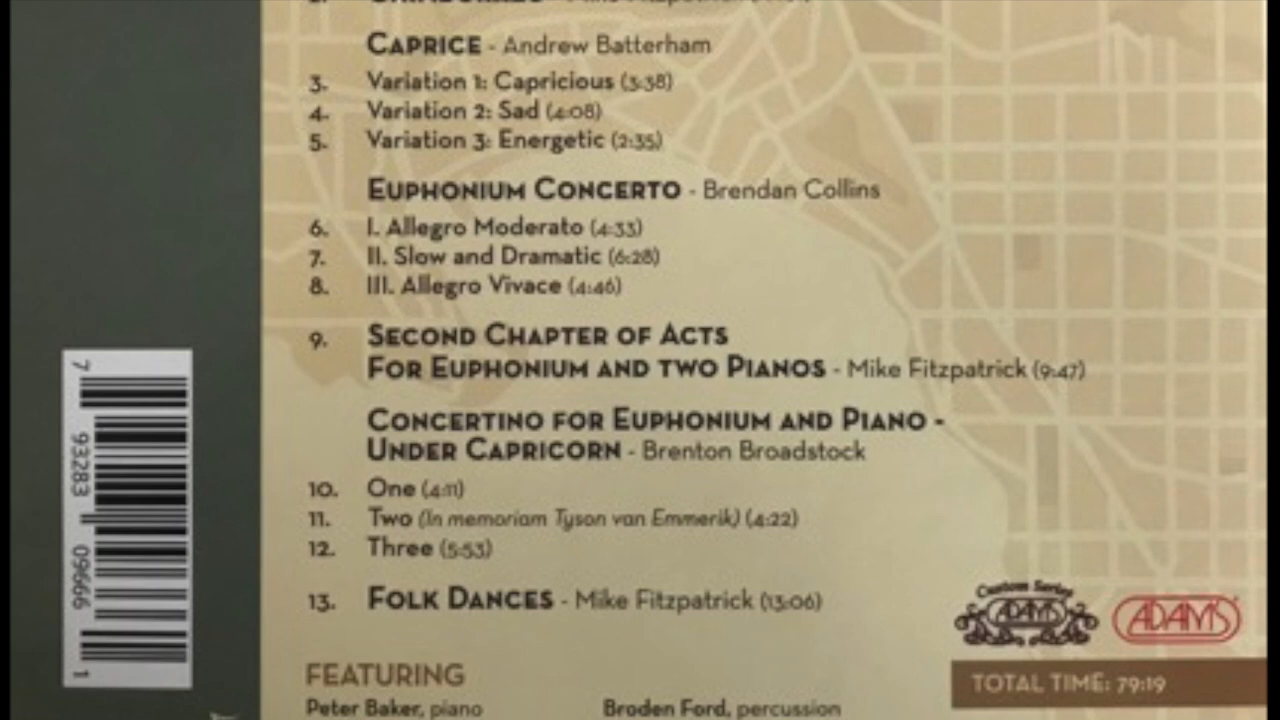 CAPRICE - Andrew Batterham
3. Variation 1: Capricious (3:38)
4. Variation 2: Sad (4:08)
5. Variation 3: Energetic (2:35)
EUPHONIUM CONCERTO - Brendan Collins
6. I. Allegro Moderato (4:33)
7. II. Slow and Dramatic (6:28)
8. III. Allegro Vivace (4:46)
9. SECOND CHAPTER OF ACTS
FOR EUPHONIUM AND TWO PIANOS - Mike Fitzpatrick (9:47)
CONCERTINO FOR EUPHONIUM AND PIANO -
UNDER CAPRICORN - Brenton Broadstock
10. One (4:11)
11. Two (In memoriam Tyson van Emmerik) (4:22)
12. Three (5:53)
13. FOLK DANCES - Mike Fitzpatrick (13:06)
Custom Series
ADAMS
ADAMS
TOTAL TIME: 79:19
FEATURING
Peter Baker, piano
Broden Ford, percussion
7 93283 09666 1